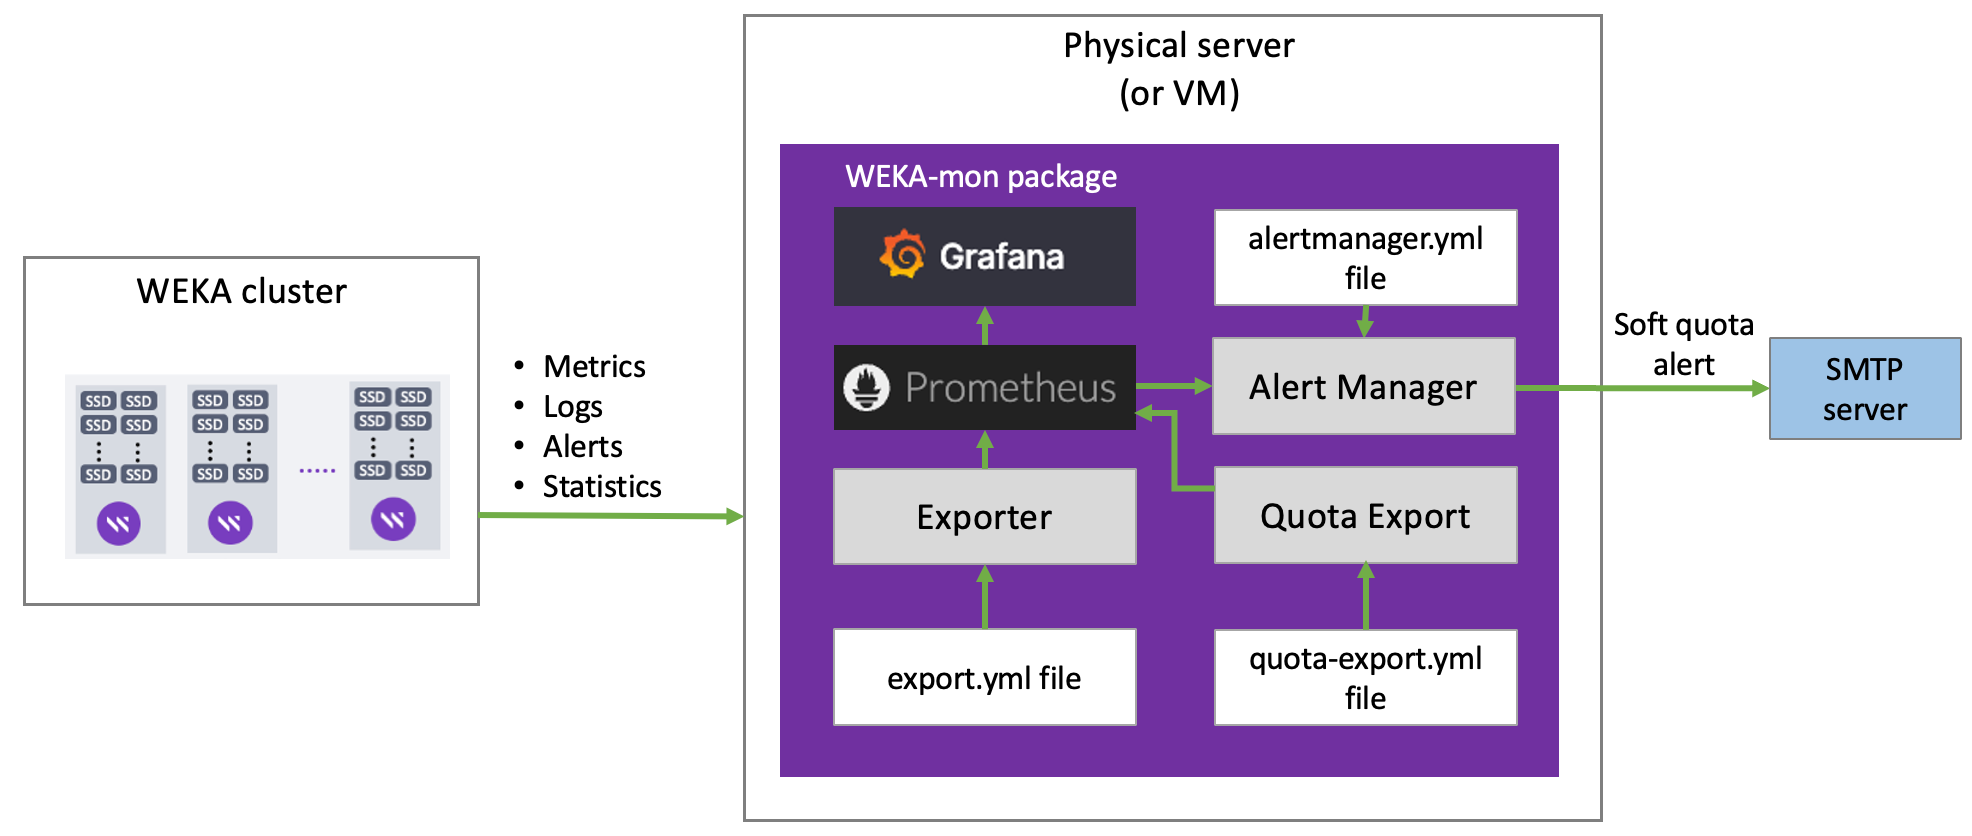 Physical server
(or VM)
WEKA-mon package
Grafana
alertmanager.yml
file
WEKA cluster
SSD SSD
SSD SSD
SSD SSD
SSD SSD
SSD SSD
SSD SSD
SSD SSD
SSD SSD
SSD SSD
• Metrics
• Logs
• Alerts
• Statistics
Prometheus
Alert Manager
Soft quota
alert
SMTP
server
Exporter
Quota Export
export.yml file
quota-export.yml
file